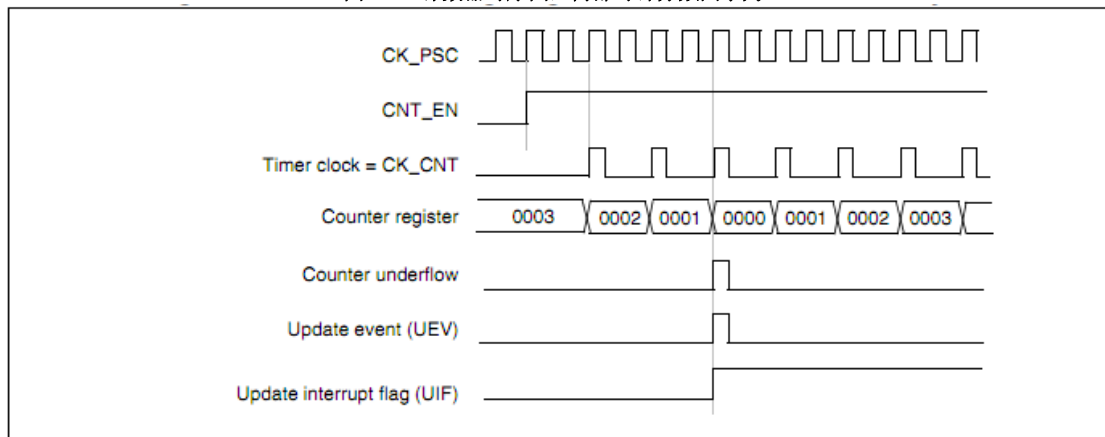 CK_PSC
CNT_EN
Timer clock = CK_CNT
Counter register 0003 0002 0001 0000 0001 0002 0003
Counter underflow
Update event (UEV)
Update interrupt flag (UIF)